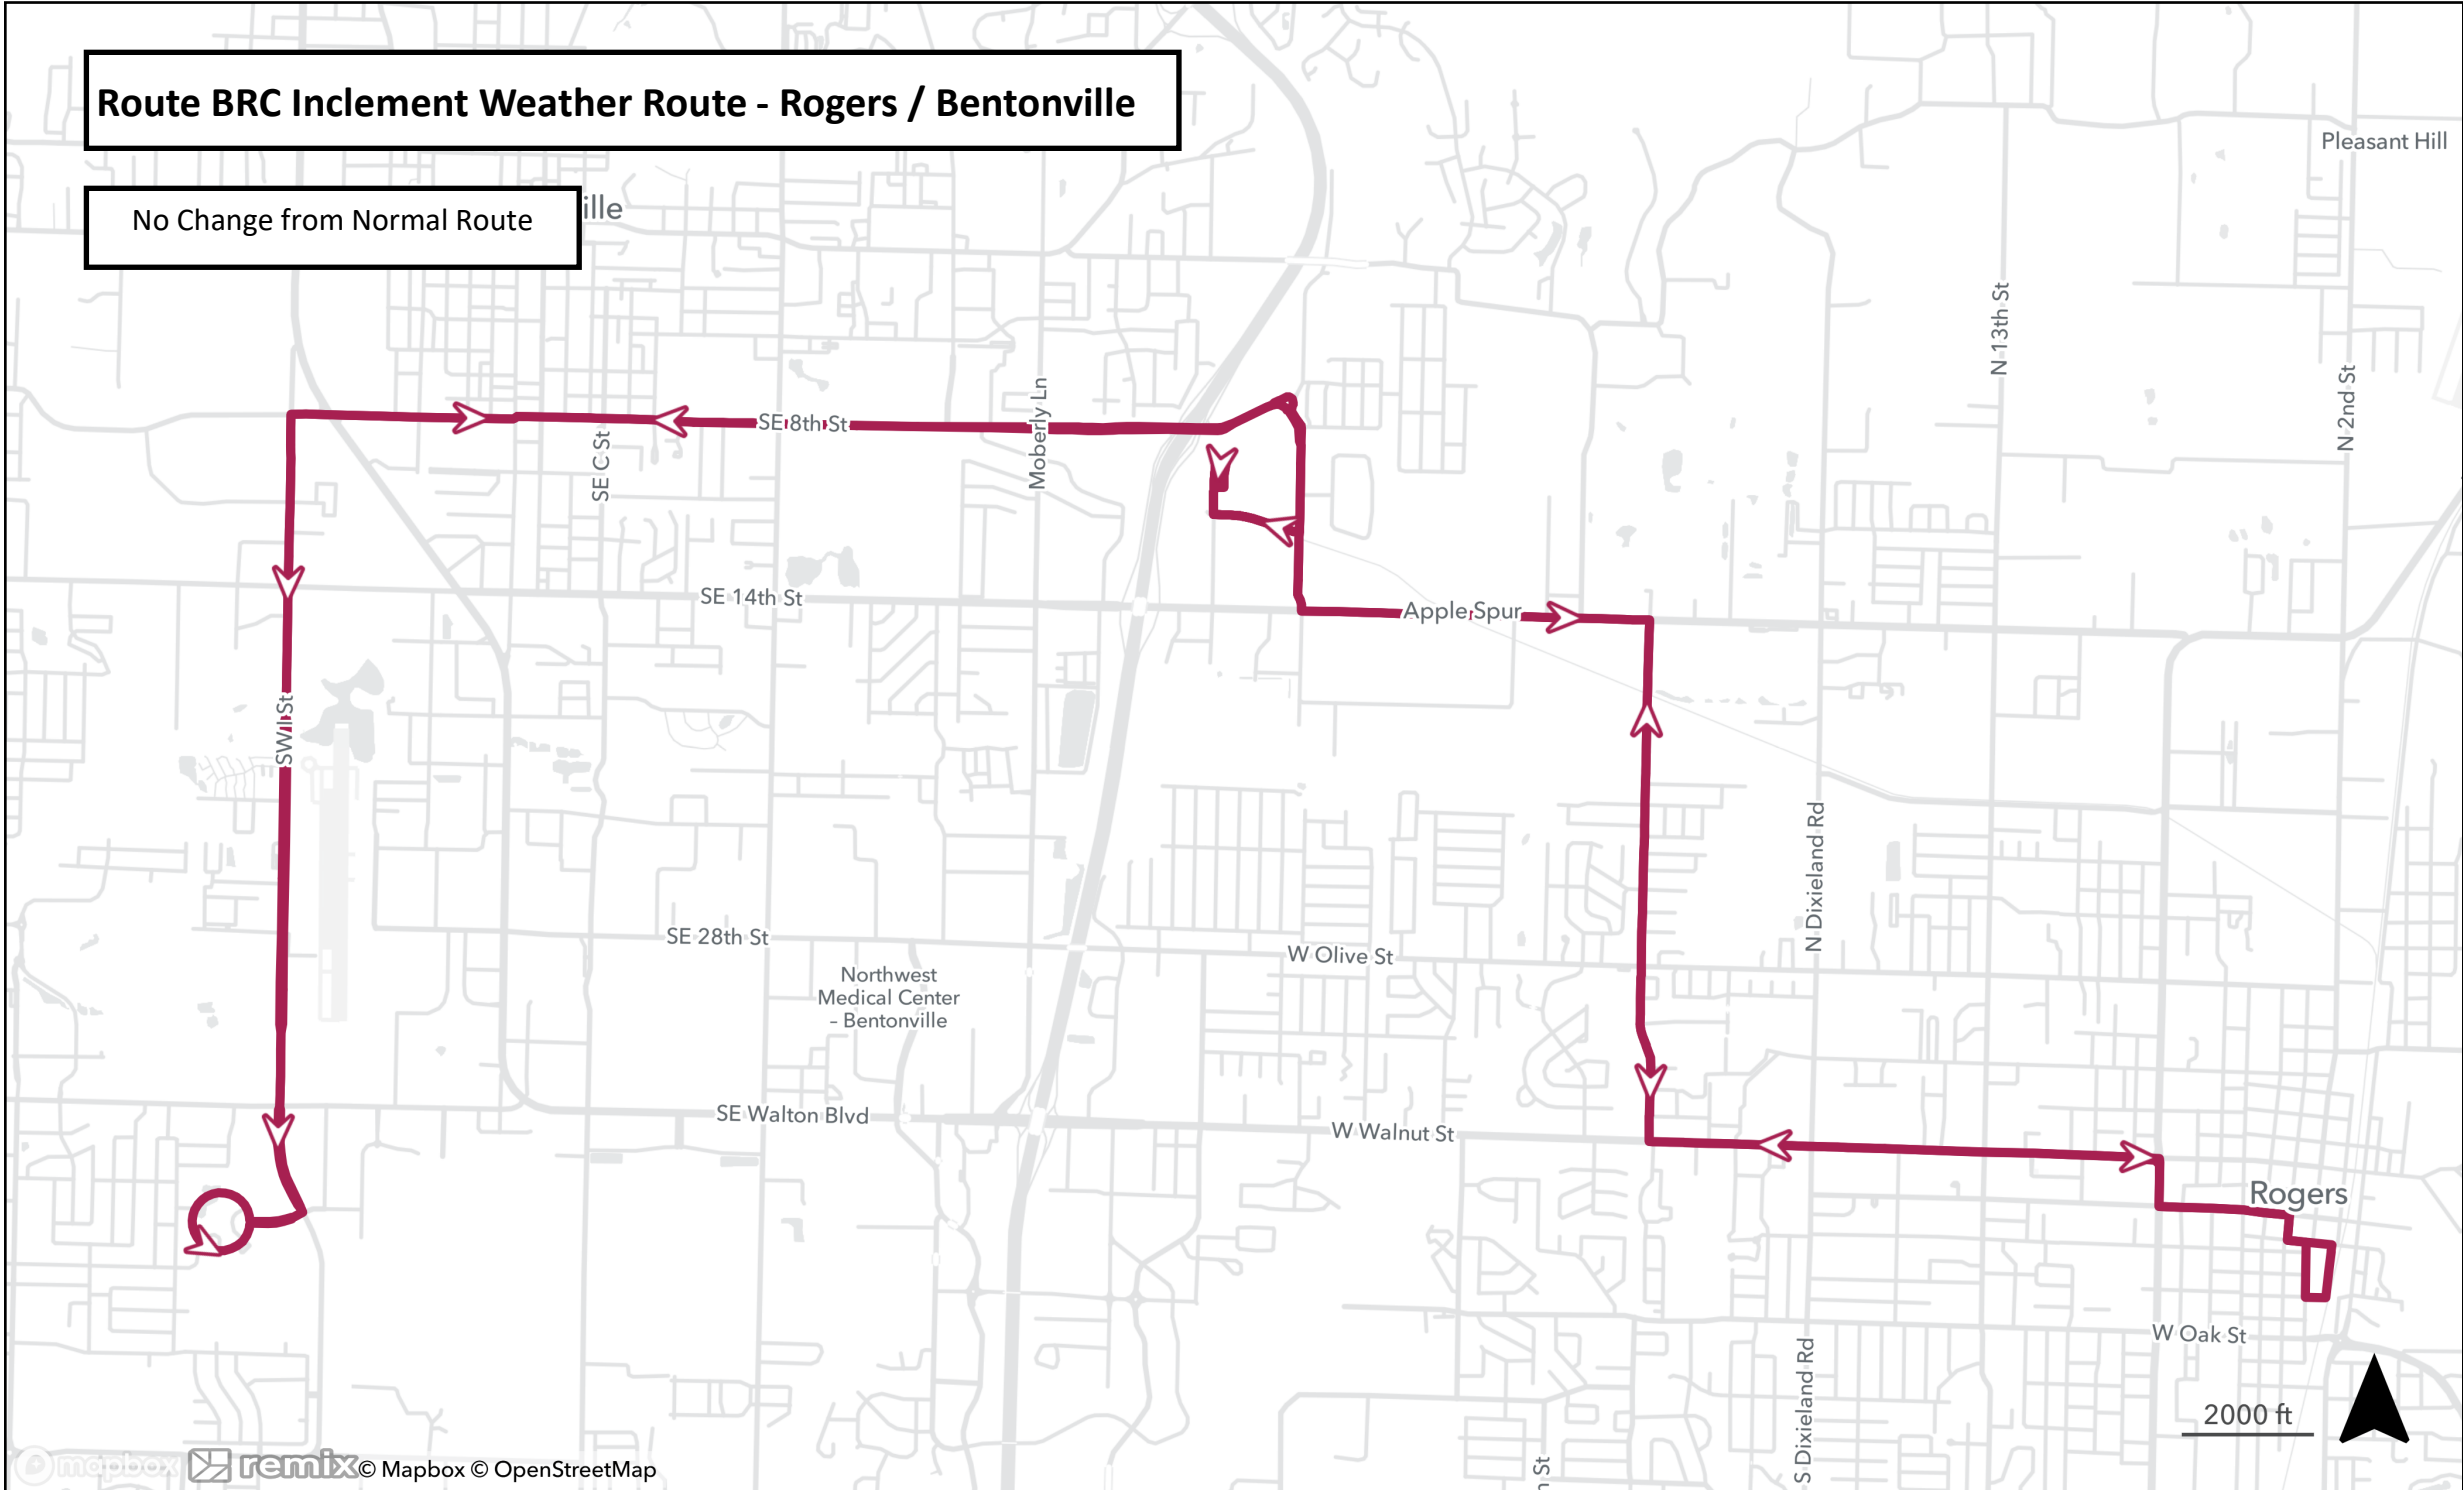 Route BRC Inclement Weather Route - Rogers / Bentonville
Pleasant Hill
No Change from Normal Route
ille
N 13th St
N 2nd St
Moberly Ln
SE 8th St
SE C St
SE 14th St
Apple Spur
SW I St
N Dixieland Rd
SE 28th St
W Olive St
Northwest
Medical Center
- Bentonville
SE Walton Blvd
W Walnut St
Rogers
W Oak St
S Dixieland Rd
2000 ft
St
mapbox
remix
© Mapbox © OpenStreetMap